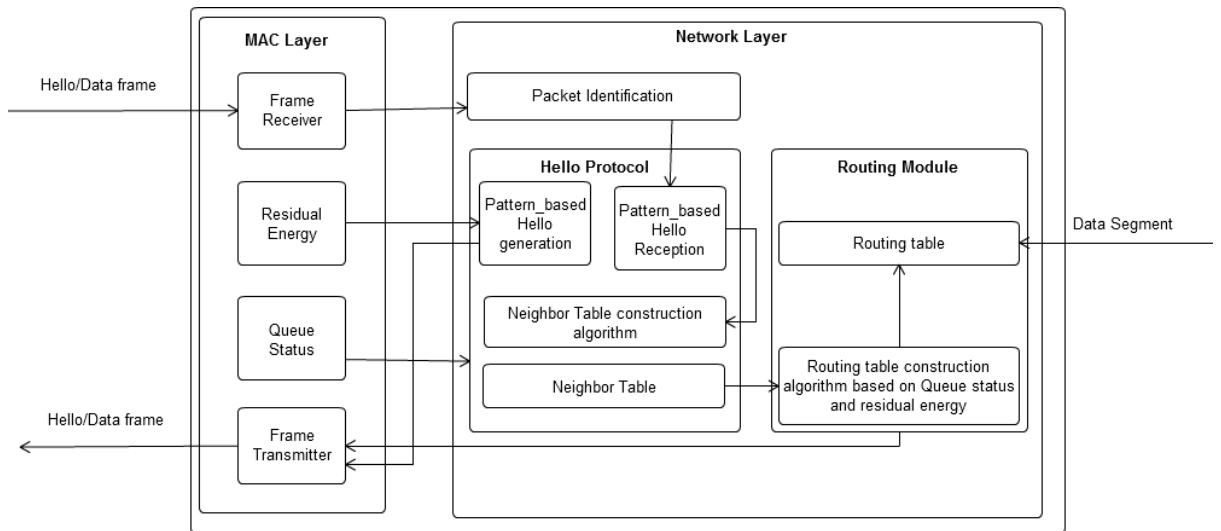 MAC Layer
Network Layer
Hello/Data frame
Frame
Receiver
Packet Identification
Hello Protocol
Routing Module
Residual
Energy
Pattern_based
Hello
generation
Pattern_based
Hello
Reception
Routing table
Data Segment
Queue
Status
Neighbor Table construction
algorithm
Neighbor Table
Routing table construction
algorithm based on Queue status
and residual energy
Hello/Data frame
Frame
Transmitter